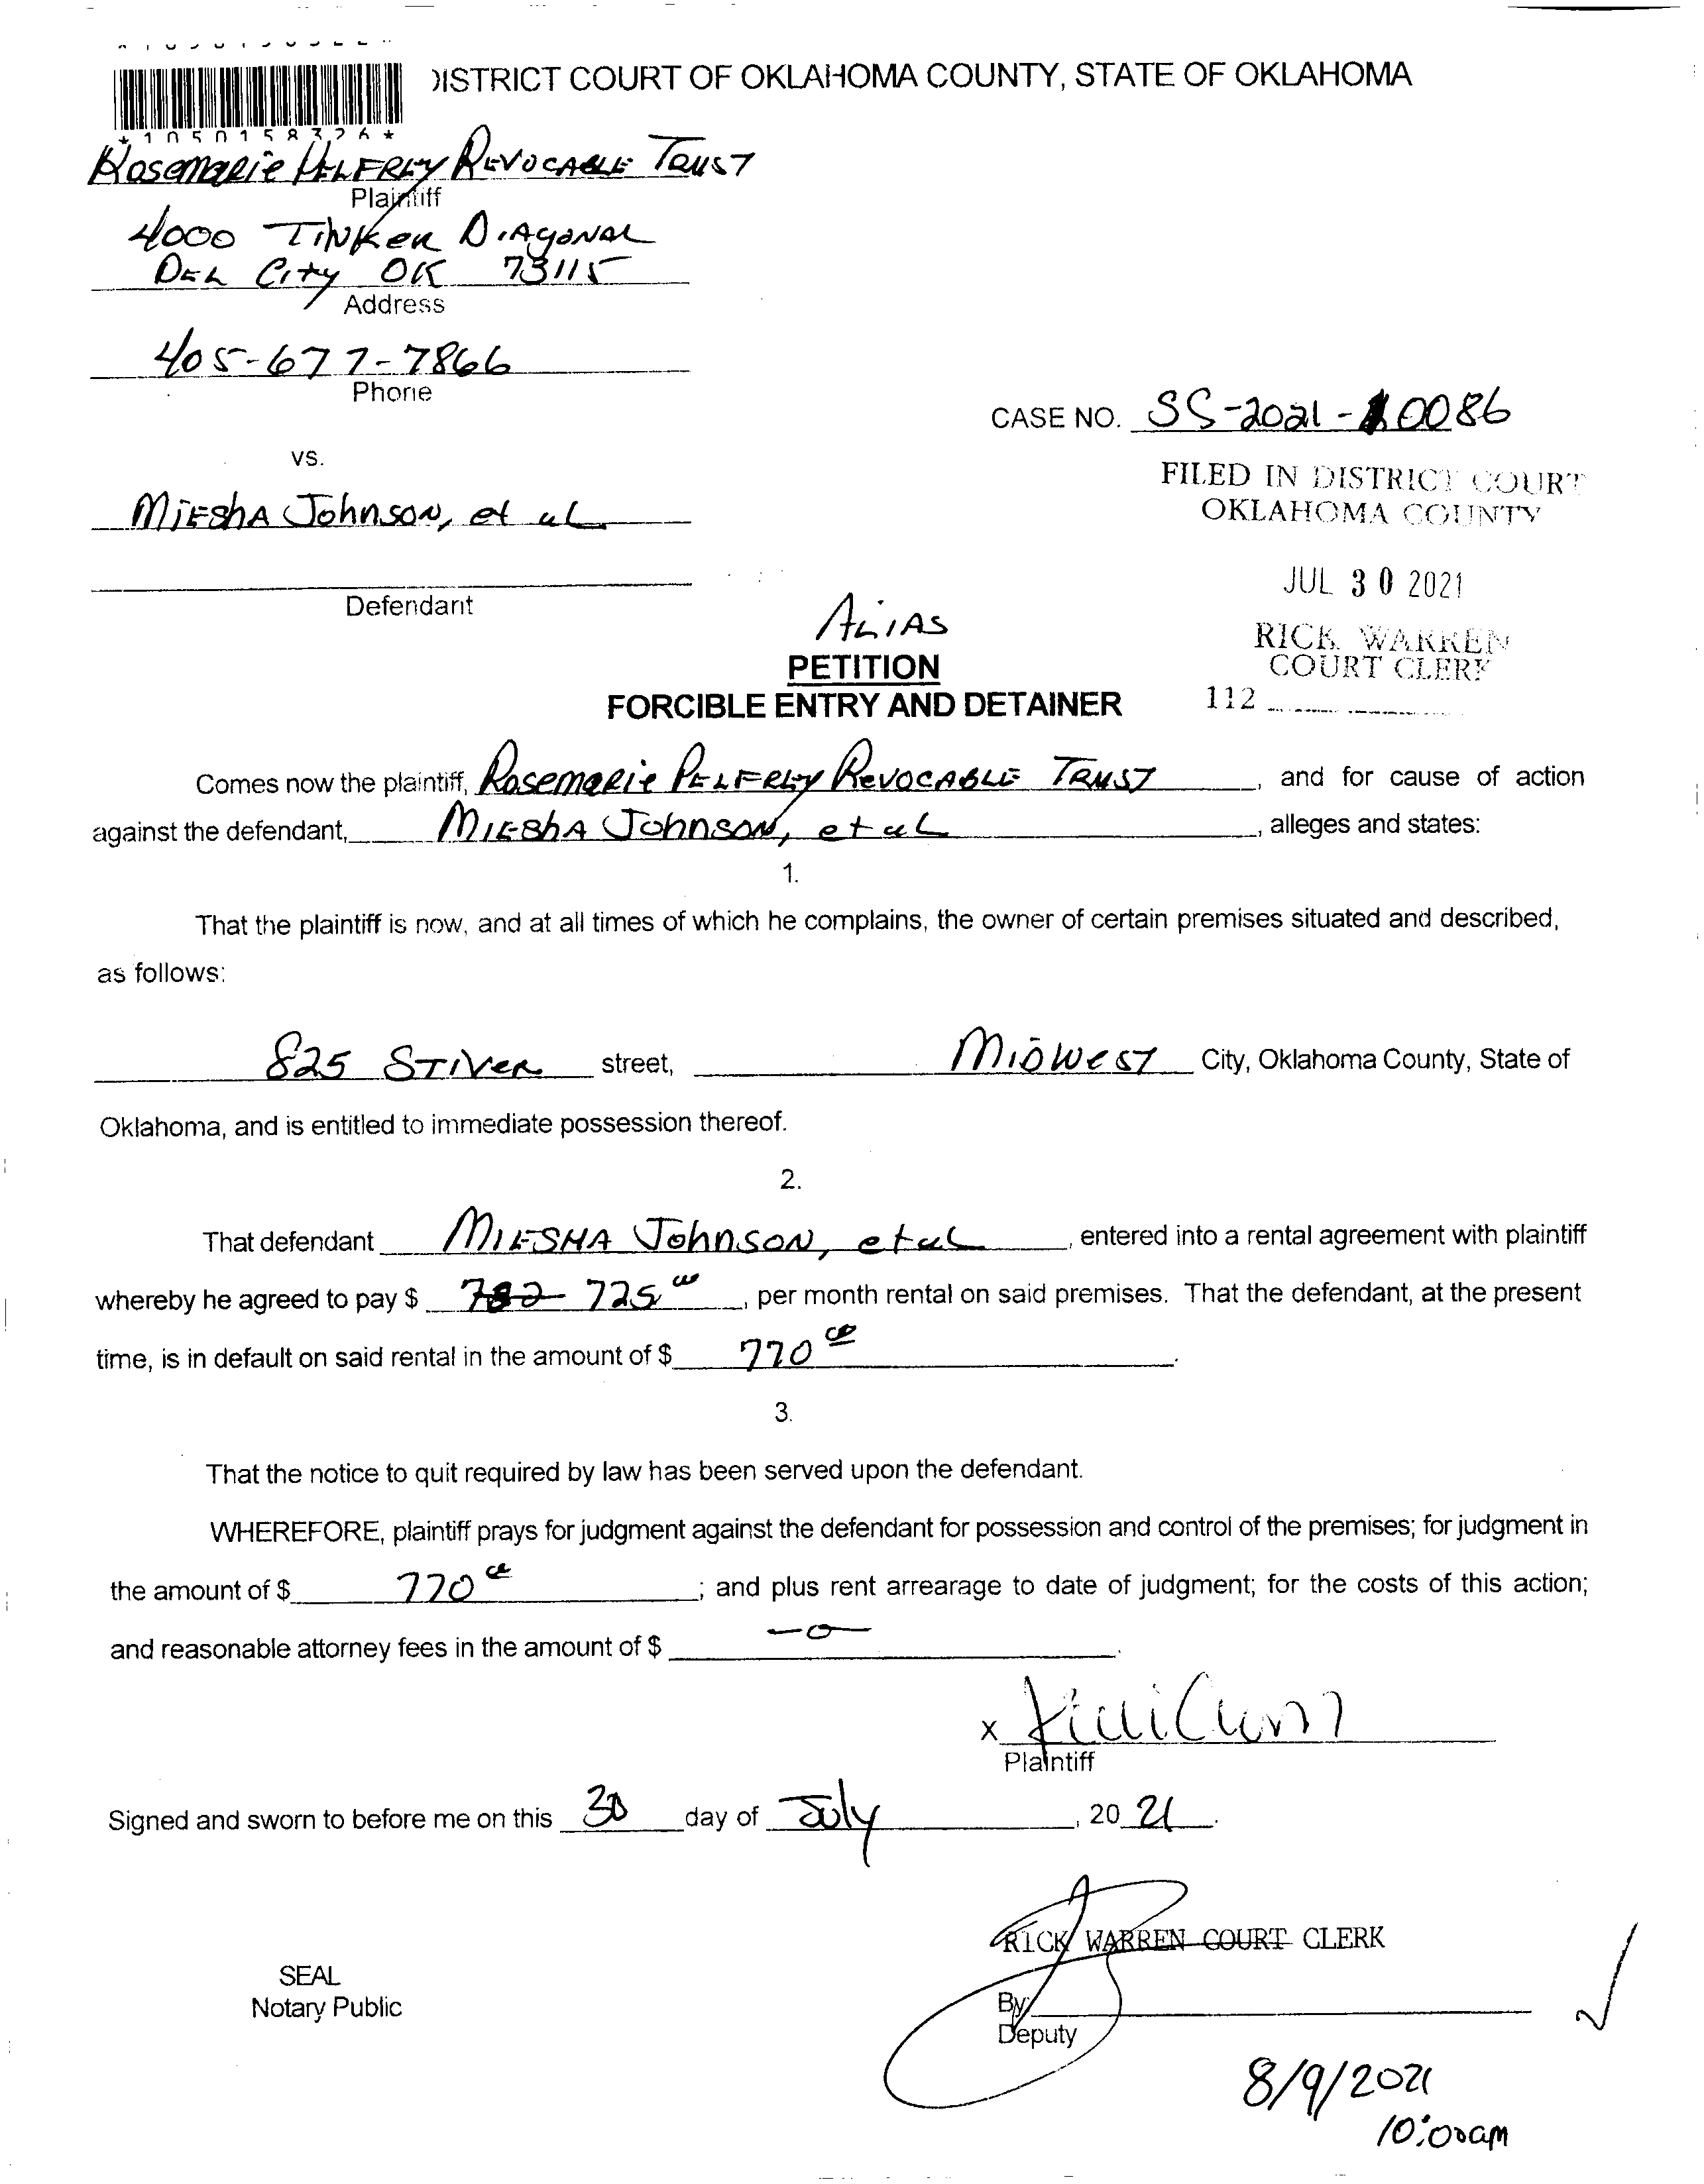 DISTRICT COURT OF OKLAHOMA COUNTY, STATE OF OKLAHOMA
*1050158326*
Rosemarie Pelfrey Revocable Trust
Plaintiff
4000 Tinker Diagonal
Del City OK 73115
Address
405-677-7866
Phone
CASE NO. SS-2021-10086
vs.
FILED IN DISTRICT COURT
OKLAHOMA COUNTY
Miesha Johnson, et al
JUL 30 2021
Defendant
RICK WARREN
COURT CLERK
112
Alias
PETITION
FORCIBLE ENTRY AND DETAINER
Comes now the plaintiff, Rosemarie Pelfrey Revocable Trust, and for cause of action
against the defendant, Miesha Johnson, et al, alleges and states:
1.
That the plaintiff is now, and at all times of which he complains, the owner of certain premises situated and described,
as follows:
825 Stiver street, Midwest City, Oklahoma County, State of
Oklahoma, and is entitled to immediate possession thereof.
2.
That defendant Miesha Johnson, et al, entered into a rental agreement with plaintiff
whereby he agreed to pay $ 782 725 00, per month rental on said premises. That the defendant, at the present
time, is in default on said rental in the amount of $ 770 00.
3.
That the notice to quit required by law has been served upon the defendant.
WHEREFORE, plaintiff prays for judgment against the defendant for possession and control of the premises; for judgment in
the amount of $ 770 00; and plus rent arrearage to date of judgment; for the costs of this action;
and reasonable attorney fees in the amount of $ -0-.
X
Plaintiff
Signed and sworn to before me on this 30 day of July, 2021.
RICK WARREN COURT CLERK
SEAL
Notary Public
By:
Deputy
8/9/2021
10:00am